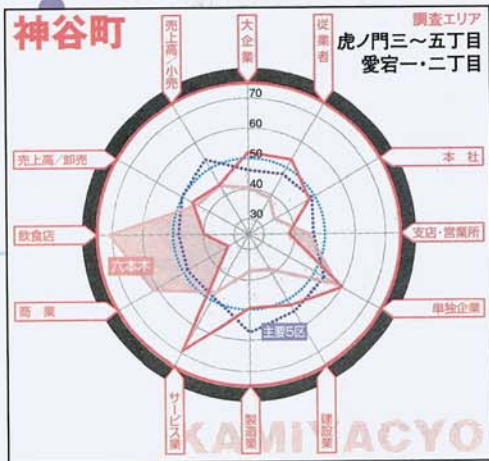 神谷町
調査エリア
虎ノ門三〜五丁目
愛宕一・二丁目
大企業
従業者
本社
支店・営業所
単独企業
建設業
製造業
サービス業
商業
飲食店
売上高/卸売
売上高/小売
70
60
50
40
30
六本木
主要5区
KAMIYACYO